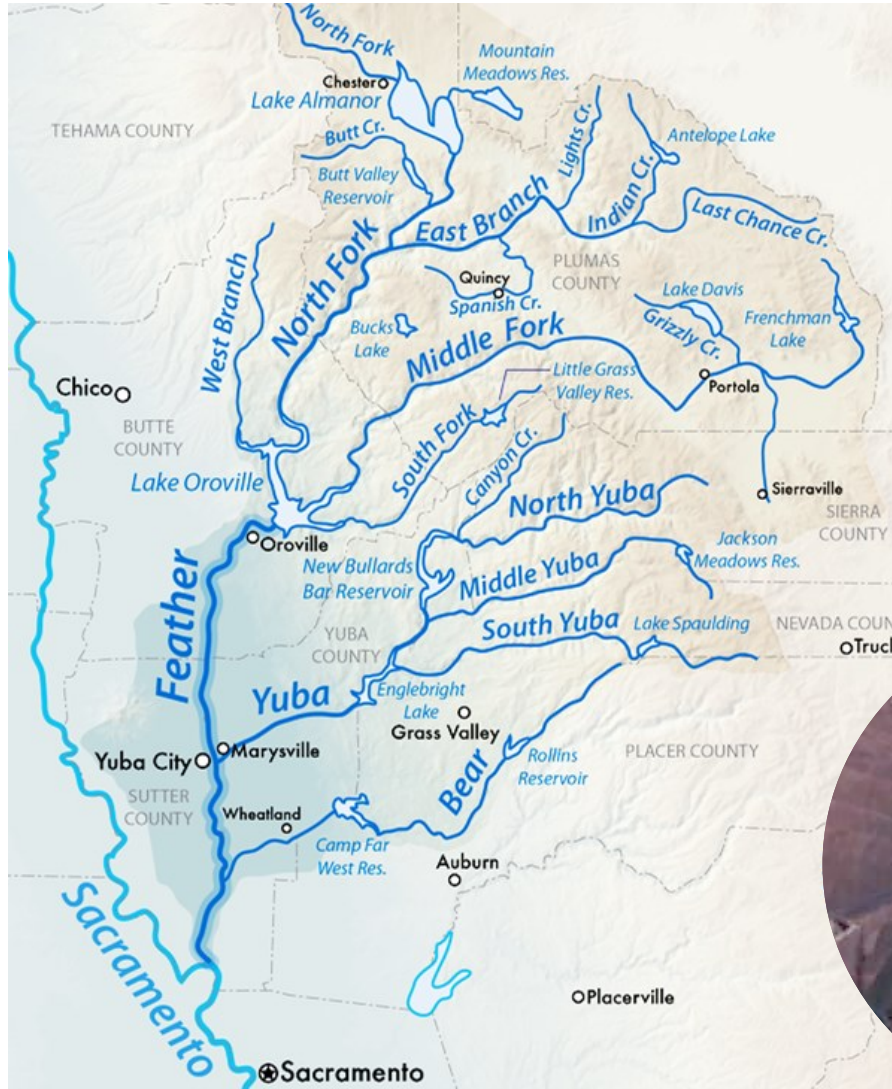 North Fork
Mountain
Meadows Res.
Chester
Lake Almanor
TEHAMA COUNTY
Butt Cr.
Lights Cr.
Antelope Lake
Butt Valley
Reservoir
Indian Cr.
East Branch
Last Chance Cr.
North Fork
West Branch
PLUMAS
COUNTY
Quincy
Spanish Cr.
Lake Davis
Bucks
Lake
Grizzly Cr.
Frenchman
Lake
Middle Fork
Little Grass
Valley Res.
Portola
Chico
BUTTE
COUNTY
South Fork
Canyon Cr.
Lake Oroville
North Yuba
Sierraville
SIERRA
COUNTY
Oroville
Jackson
Meadows Res.
New Bullards
Bar Reservoir
Middle Yuba
Feather
South Yuba
Lake Spaulding
YUBA
COUNTY
NEVADA COUN
Truck
Yuba
Englebright
Lake
Grass Valley
Marysville
Yuba City
PLACER COUNTY
Rollins
Reservoir
Bear
SUTTER
COUNTY
Wheatland
Camp Far
West Res.
Auburn
Sacramento
Placerville
Sacramento